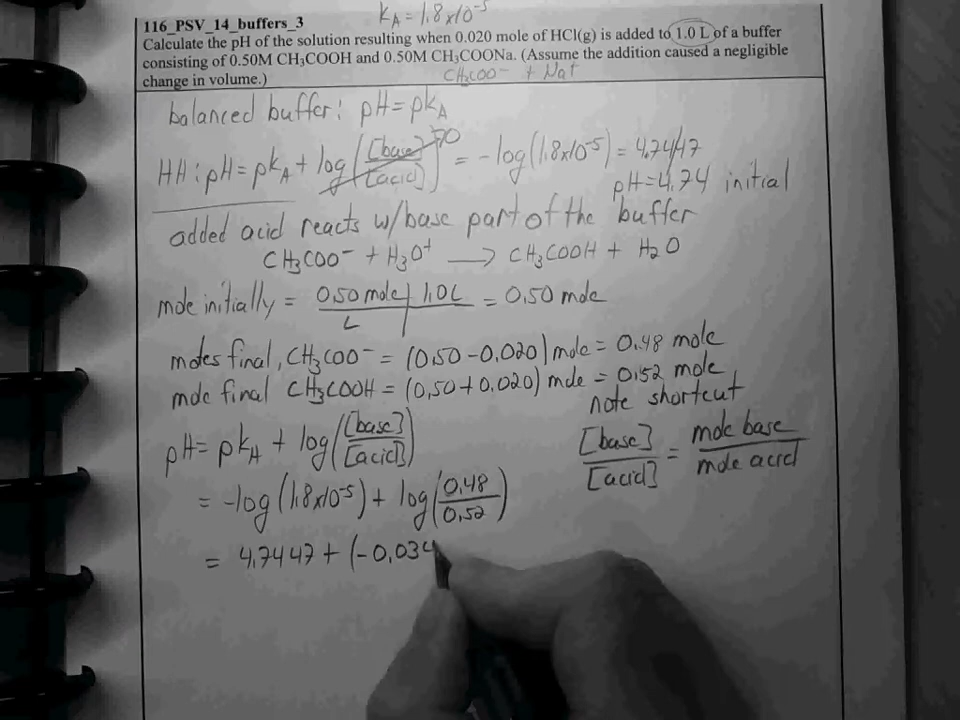 K_A = 1.8x10^-5
116_PSV_14_buffers_3
Calculate the pH of the solution resulting when 0.020 mole of HCl(g) is added to 1.0 L of a buffer
consisting of 0.50M CH₃COOH and 0.50M CH₃COONa. (Assume the addition caused a negligible
change in volume.)
CH₃COO⁻ + Na⁺
balanced buffer: pH = pK_A
HH: pH = pK_A + log([base]/[acid])→0 = -log(1.8x10^-5) = 4.7447
pH = 4.74 initial
added acid reacts w/base part of the buffer
CH₃COO⁻ + H₃O⁺ → CH₃COOH + H₂O
mole initially = 0.50 mole/L | 1.0L = 0.50 mole
moles final, CH₃COO⁻ = (0.50-0.020) mole = 0.48 mole
mole final CH₃COOH = (0.50+0.020) mole = 0.52 mole
note shortcut
[base]/[acid] = mole base/mole acid
pH = pK_A + log([base]/[acid])
= -log(1.8x10^-5) + log(0.48/0.52)
= 4.7447 + (-0.034